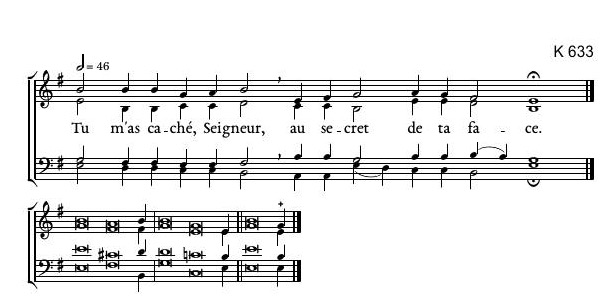 K 633
𝅗𝅥 = 46
Tu m'as ca - ché, Seigneur, au se - cret de ta fa - ce.